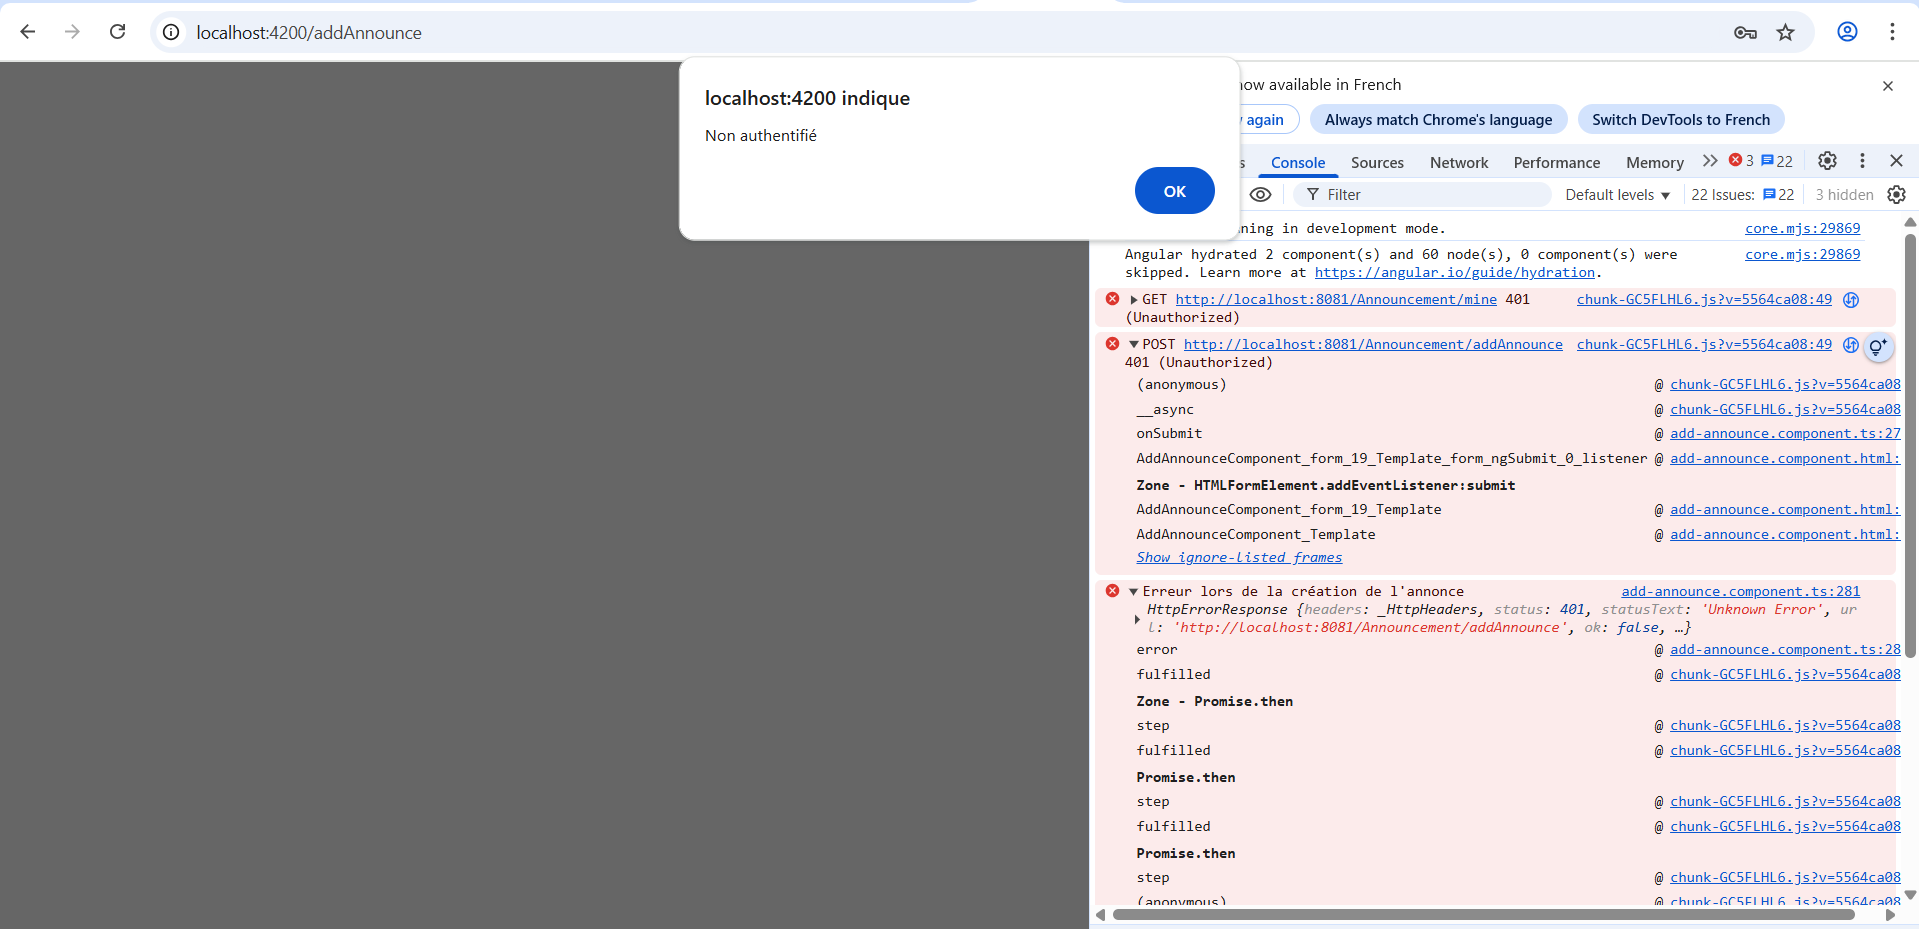 localhost:4200/addAnnounce
localhost:4200 indique
Non authentifié
OK
now available in French
again
Always match Chrome's language
Switch DevTools to French
Console
Sources
Network
Performance
Memory
3
22
Filter
Default levels
22 Issues:
22
3 hidden
ning in development mode.
core.mjs:29869
Angular hydrated 2 component(s) and 60 node(s), 0 component(s) were
core.mjs:29869
skipped. Learn more at https://angular.io/guide/hydration.
GET http://localhost:8081/Announcement/mine 401
chunk-GC5FLHL6.js?v=5564ca08:49
(Unauthorized)
POST http://localhost:8081/Announcement/addAnnounce
chunk-GC5FLHL6.js?v=5564ca08:49
401 (Unauthorized)
(anonymous) @ chunk-GC5FLHL6.js?v=5564ca08
__async @ chunk-GC5FLHL6.js?v=5564ca08
onSubmit @ add-announce.component.ts:27
AddAnnounceComponent_form_19_Template_form_ngSubmit_0_listener @ add-announce.component.html:
Zone - HTMLFormElement.addEventListener:submit
AddAnnounceComponent_form_19_Template @ add-announce.component.html:
AddAnnounceComponent_Template @ add-announce.component.html:
Show ignore-listed frames
Erreur lors de la création de l'annonce
add-announce.component.ts:281
HttpErrorResponse {headers: _HttpHeaders, status: 401, statusText: 'Unknown Error', ur
l: 'http://localhost:8081/Announcement/addAnnounce', ok: false, …}
error @ add-announce.component.ts:28
fulfilled @ chunk-GC5FLHL6.js?v=5564ca08
Zone - Promise.then
step @ chunk-GC5FLHL6.js?v=5564ca08
fulfilled @ chunk-GC5FLHL6.js?v=5564ca08
Promise.then
step @ chunk-GC5FLHL6.js?v=5564ca08
fulfilled @ chunk-GC5FLHL6.js?v=5564ca08
Promise.then
step @ chunk-GC5FLHL6.js?v=5564ca08
(anonymous) @ chunk-GC5FLHL6.js?v=5564ca08